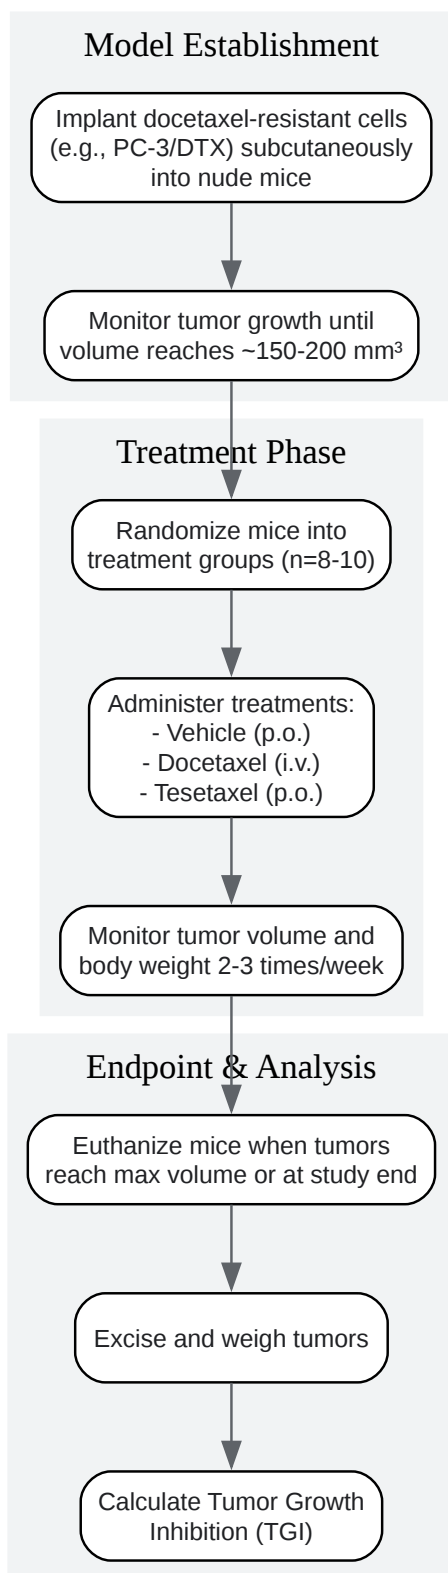 Model Establishment
Implant docetaxel-resistant cells
(e.g., PC-3/DTX) subcutaneously
into nude mice
Monitor tumor growth until
volume reaches ~150-200 mm³
Treatment Phase
Randomize mice into
treatment groups (n=8-10)
Administer treatments:
- Vehicle (p.o.)
- Docetaxel (i.v.)
- Tesetaxel (p.o.)
Monitor tumor volume and
body weight 2-3 times/week
Endpoint & Analysis
Euthanize mice when tumors
reach max volume or at study end
Excise and weigh tumors
Calculate Tumor Growth
Inhibition (TGI)